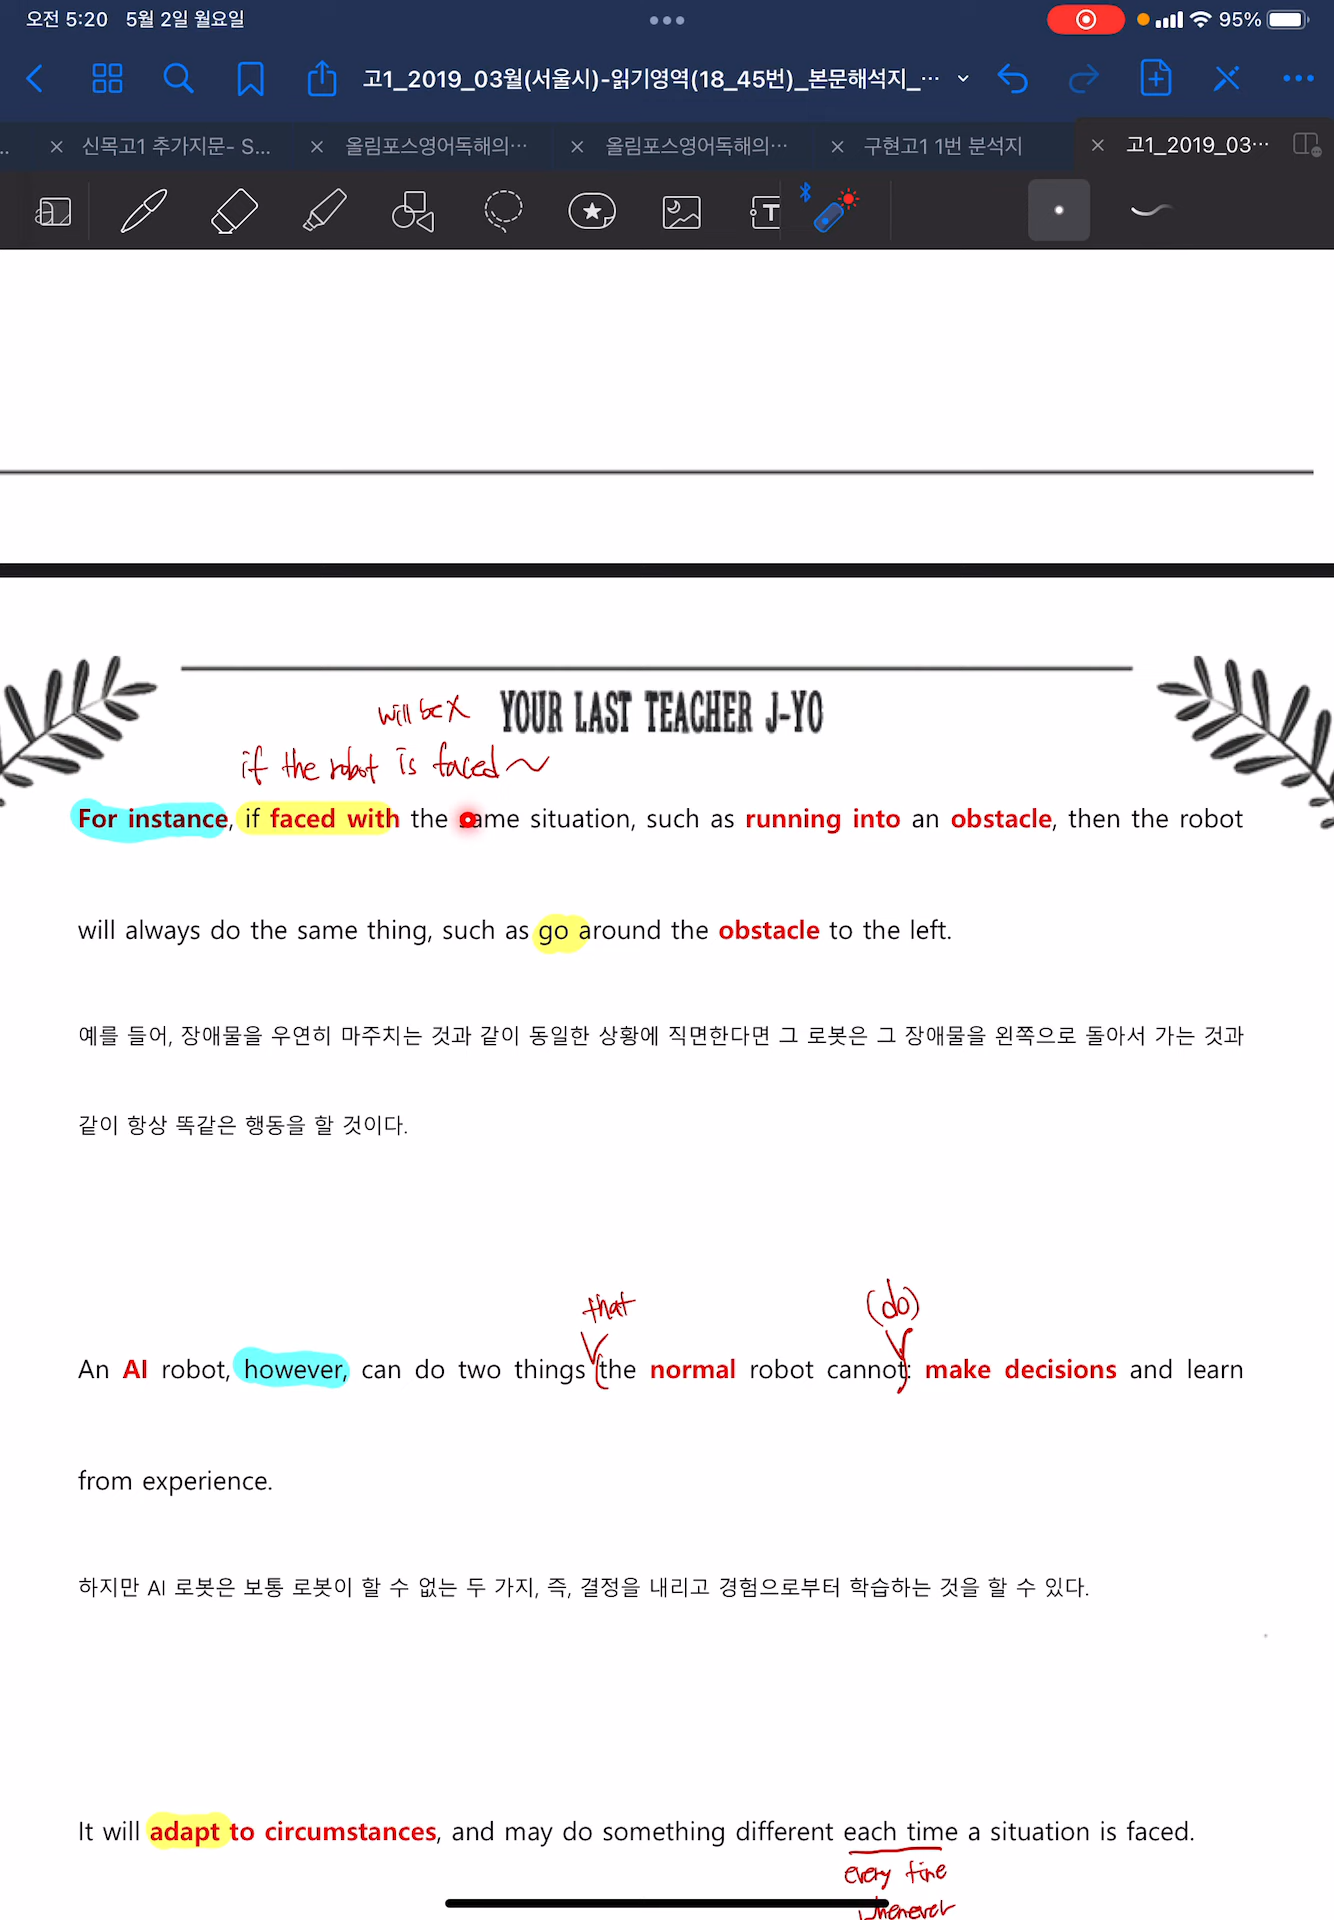 오전 5:20 5월 2일 월요일
95%
고1_2019_03월(서울시)-읽기영역(18_45번)_본문해석지_…
신목고1 추가지문- S...
올림포스영어독해의…
올림포스영어독해의…
구현고1 1번 분석지
고1_2019_03…
will be X
YOUR LAST TEACHER J-YO
if the robot is faced ~
For instance, if faced with the same situation, such as running into an obstacle, then the robot
will always do the same thing, such as go around the obstacle to the left.
예를 들어, 장애물을 우연히 마주치는 것과 같이 동일한 상황에 직면한다면 그 로봇은 그 장애물을 왼쪽으로 돌아서 가는 것과
같이 항상 똑같은 행동을 할 것이다.
that
(do)
An AI robot, however, can do two things (the normal robot cannot): make decisions and learn
from experience.
하지만 AI 로봇은 보통 로봇이 할 수 없는 두 가지, 즉, 결정을 내리고 경험으로부터 학습하는 것을 할 수 있다.
It will adapt to circumstances, and may do something different each time a situation is faced.
every time
whenever